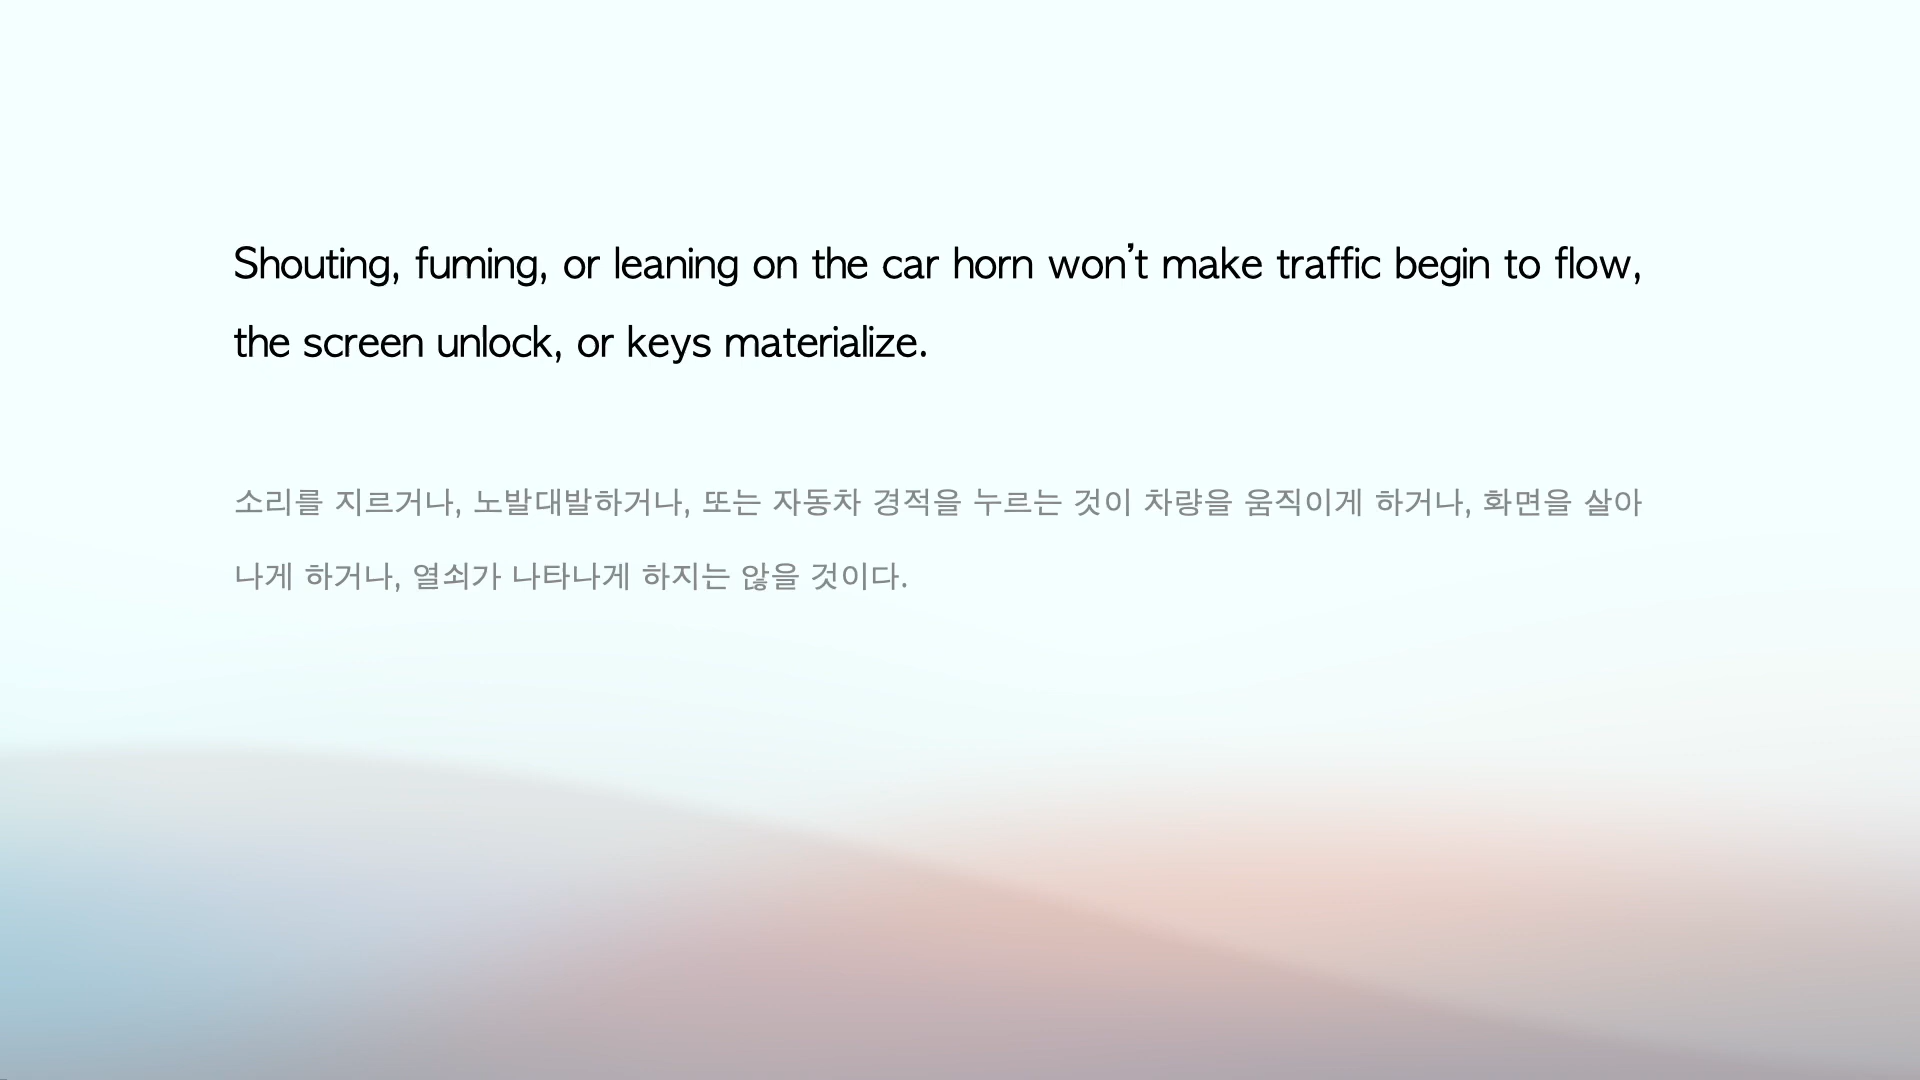 Shouting, fuming, or leaning on the car horn won’t make traffic begin to flow,
the screen unlock, or keys materialize.
소리를 지르거나, 노발대발하거나, 또는 자동차 경적을 누르는 것이 차량을 움직이게 하거나, 화면을 살아
나게 하거나, 열쇠가 나타나게 하지는 않을 것이다.